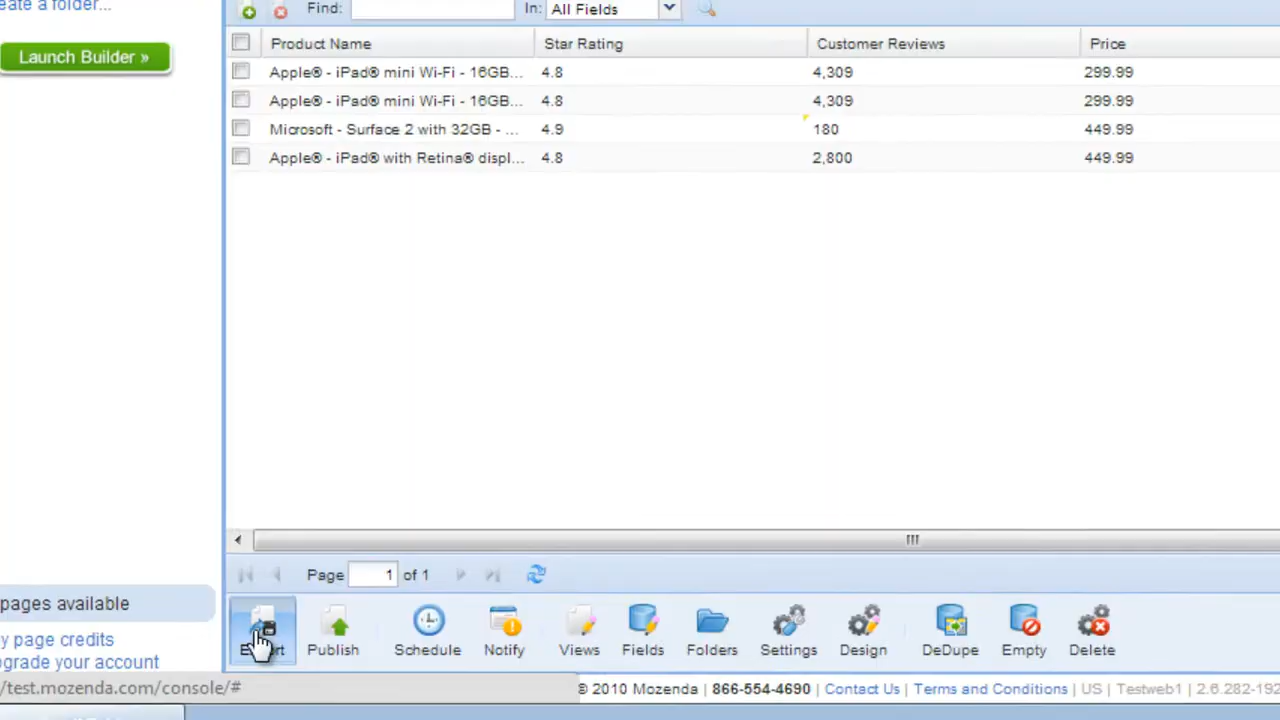 eate a folder...
Find: In: All Fields
Launch Builder »
Product Name Star Rating Customer Reviews Price
Apple® - iPad® mini Wi-Fi - 16GB... 4.8 4,309 299.99
Apple® - iPad® mini Wi-Fi - 16GB... 4.8 4,309 299.99
Microsoft - Surface 2 with 32GB - ... 4.9 180 449.99
Apple® - iPad® with Retina® displ... 4.8 2,800 449.99
Page 1 of 1
pages available
y page credits
grade your account
Publish Schedule Notify Views Fields Folders Settings Design DeDupe Empty Delete
/test.mozenda.com/console/#
© 2010 Mozenda | 866-554-4690 | Contact Us | Terms and Conditions | US | Testweb1 | 2.6.282-192